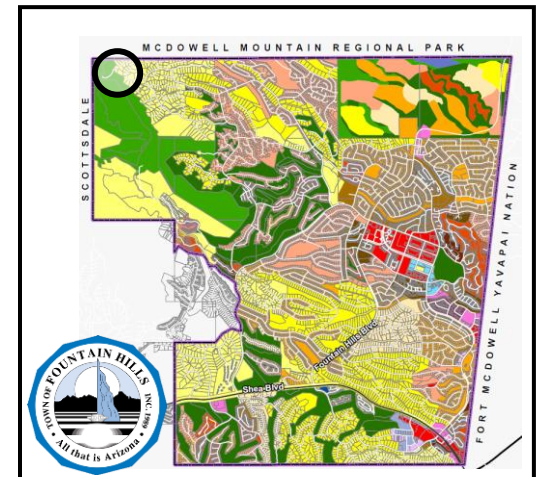 MCDOWELL MOUNTAIN REGIONAL PARK
SCOTTSDALE
FORT MCDOWELL YAVAPAI NATION
Fountain Hills Blvd
Shea Blvd
TOWN OF FOUNTAIN HILLS INC. 1989
All that is Arizona